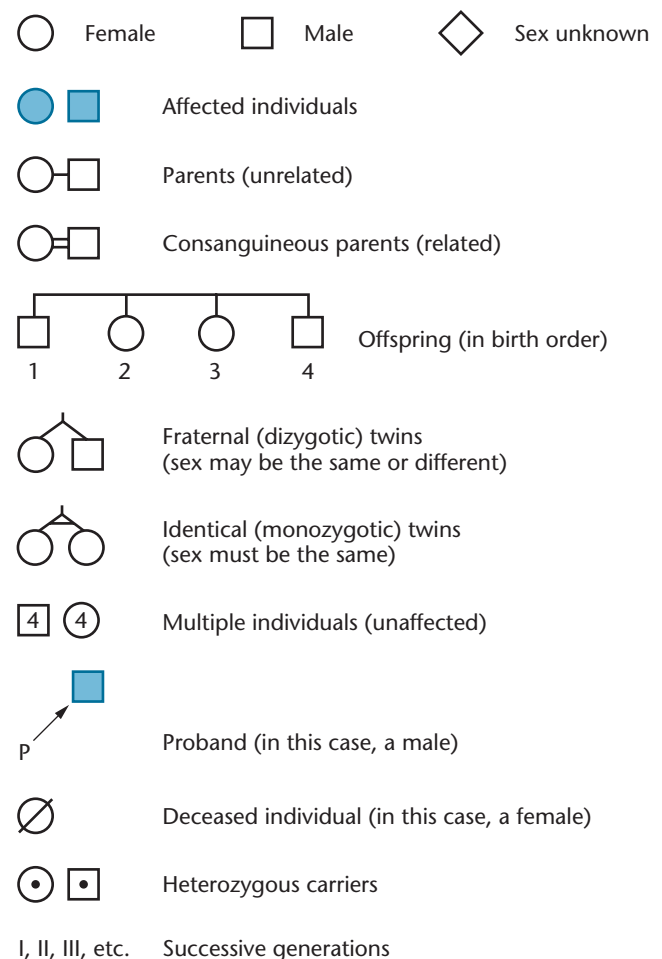 Female Male Sex unknown
Affected individuals
Parents (unrelated)
Consanguineous parents (related)
Offspring (in birth order)
1 2 3 4
Fraternal (dizygotic) twins
(sex may be the same or different)
Identical (monozygotic) twins
(sex must be the same)
4 4 Multiple individuals (unaffected)
P Proband (in this case, a male)
Deceased individual (in this case, a female)
Heterozygous carriers
I, II, III, etc. Successive generations